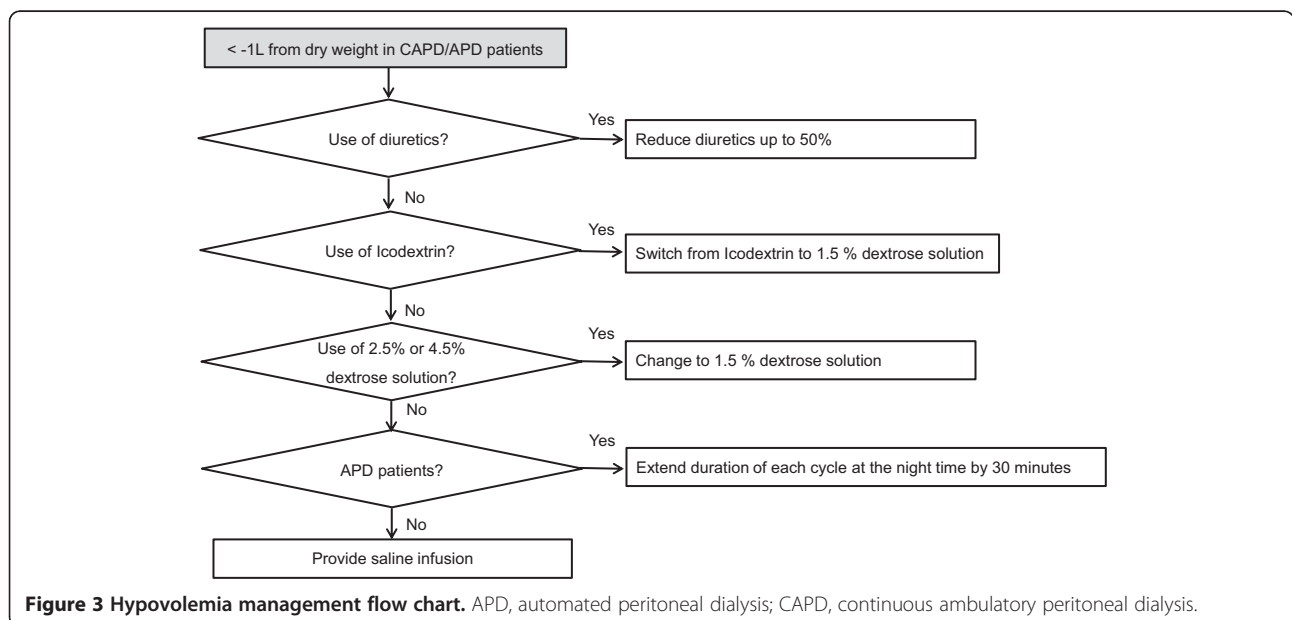 < -1L from dry weight in CAPD/APD patients
Use of diuretics?
Yes
Reduce diuretics up to 50%
No
Use of Icodextrin?
Yes
Switch from Icodextrin to 1.5 % dextrose solution
No
Use of 2.5% or 4.5%
dextrose solution?
Yes
Change to 1.5 % dextrose solution
No
APD patients?
Yes
Extend duration of each cycle at the night time by 30 minutes
No
Provide saline infusion
Figure 3 Hypovolemia management flow chart. APD, automated peritoneal dialysis; CAPD, continuous ambulatory peritoneal dialysis.